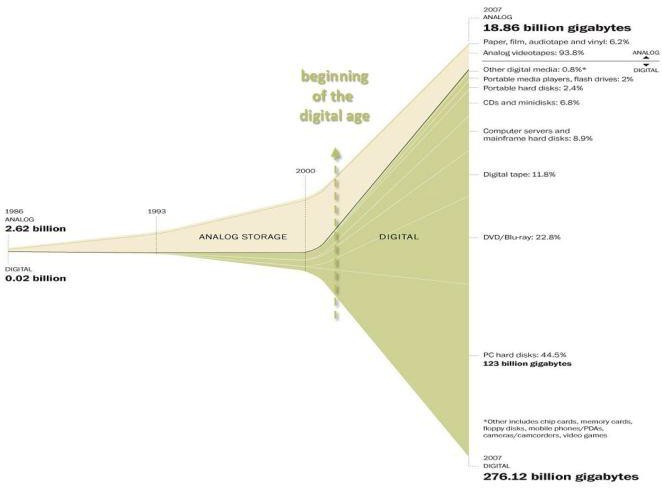 2007
ANALOG
18.86 billion gigabytes
Paper, film, audiotape and vinyl: 6.2%
Analog videotapes: 93.8%
ANALOG
DIGITAL
Other digital media: 0.8%*
Portable media players, flash drives: 2%
Portable hard disks: 2.4%
CDs and minidisks: 6.8%
Computer servers and
mainframe hard disks: 8.9%
Digital tape: 11.8%
DVD/Blu-ray: 22.8%
PC hard disks: 44.5%
123 billion gigabytes
*Other includes chip cards, memory cards,
floppy disks, mobile phones/PDAs,
cameras/camcorders, video games
2007
DIGITAL
276.12 billion gigabytes
beginning
of the
digital age
2000
1993
1986
ANALOG
2.62 billion
DIGITAL
0.02 billion
ANALOG STORAGE
DIGITAL